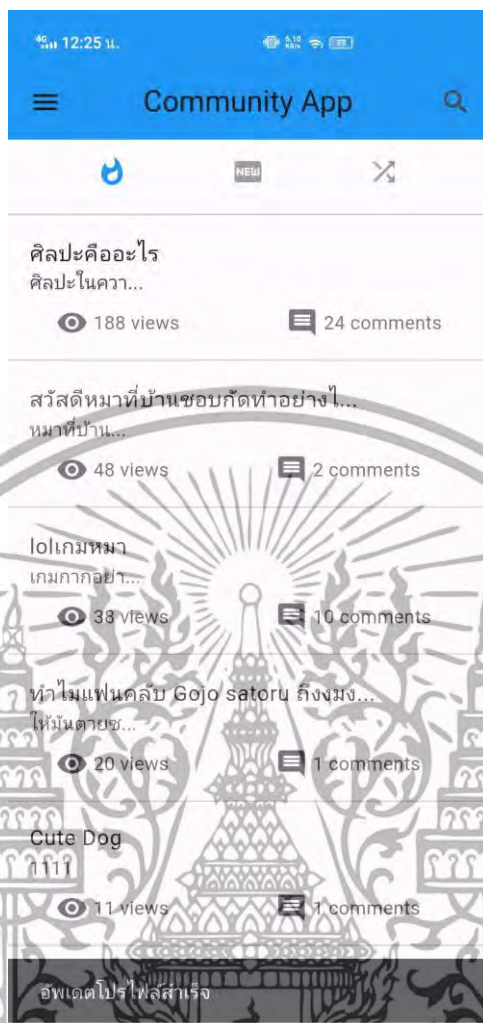 4G 12:25 น. 6.10 KB/s
Community App
NEW
ศิลปะคืออะไร
ศิลปะในควา...
188 views 24 comments
สวัสดีหมาที่บ้านชอบกัดทำอย่างไ...
หมาที่บ้าน...
48 views 2 comments
lolเกมหมา
เกมกากอย่า...
38 views 10 comments
ทำไมแฟนคลับ Gojo satoru ถึงงมง...
ให้มันตายซ...
20 views 1 comments
Cute Dog
1111
11 views 1 comments
อัพเดตโปรไฟล์สำเร็จ